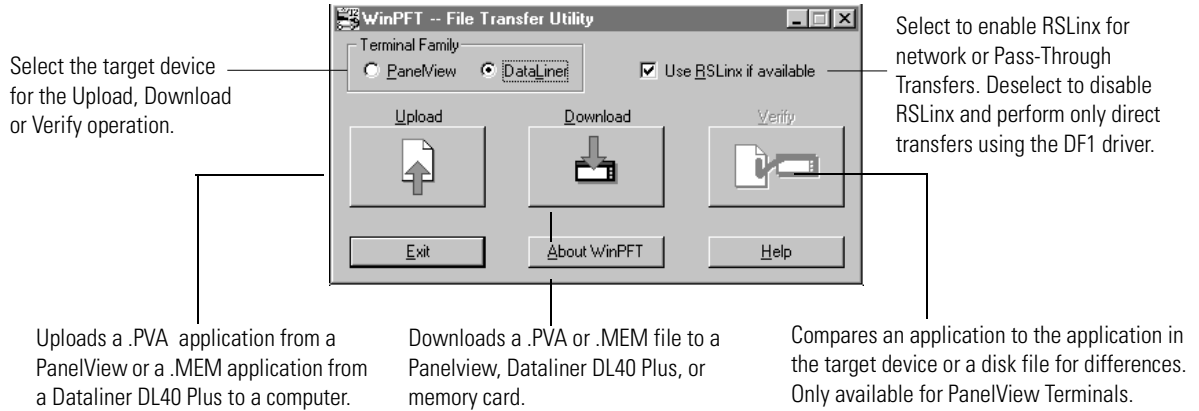 WinPFT -- File Transfer Utility
Terminal Family
PanelView DataLiner
Use RSLinx if available
Upload
Download
Verify
Exit
About WinPFT
Help
Select the target device
for the Upload, Download
or Verify operation.
Select to enable RSLinx for
network or Pass-Through
Transfers. Deselect to disable
RSLinx and perform only direct
transfers using the DF1 driver.
Uploads a .PVA application from a
PanelView or a .MEM application from
a Dataliner DL40 Plus to a computer.
Downloads a .PVA or .MEM file to a
Panelview, Dataliner DL40 Plus, or
memory card.
Compares an application to the application in
the target device or a disk file for differences.
Only available for PanelView Terminals.